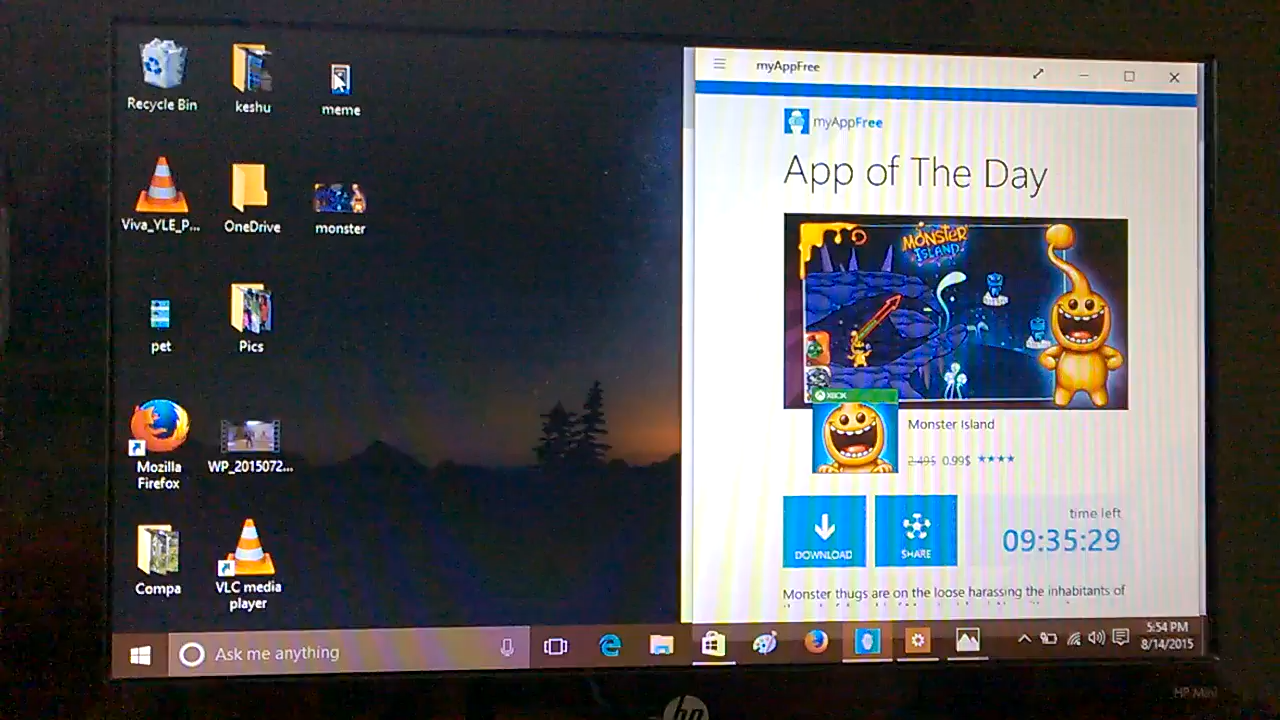 Recycle Bin
keshu
meme
Viva_YLE_P...
OneDrive
monster
pet
Pics
Mozilla
Firefox
WP_2015072...
Compa
VLC media
player
myAppFree
myAppFree
App of The Day
MONSTER
ISLAND
XBOX
Monster Island
2.49$ 0.99$ ★★★★
DOWNLOAD
SHARE
time left
09:35:29
Monster thugs are on the loose harassing the inhabitants of
Ask me anything
5:54 PM
8/14/2015
hp
HP Mini